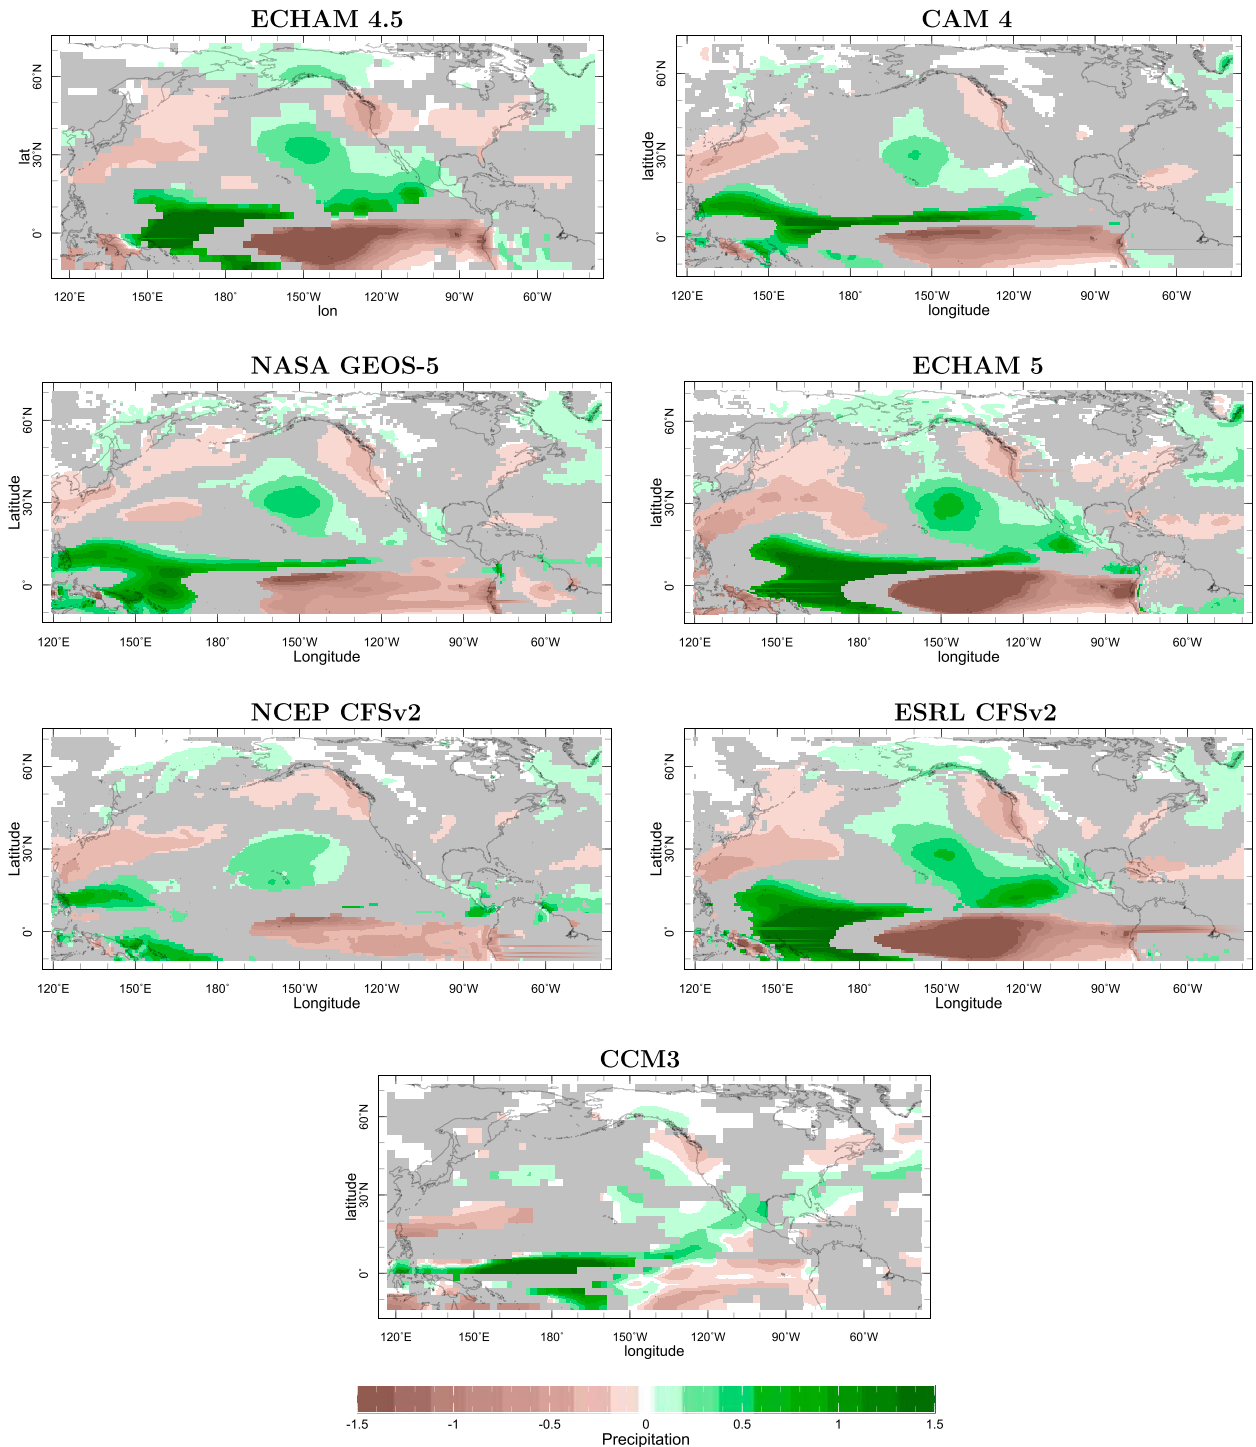 ECHAM 4.5
CAM 4
60˚N
30˚N
0˚
lat
120˚E 150˚E 180˚ 150˚W 120˚W 90˚W 60˚W
lon
60˚N
30˚N
0˚
latitude
120˚E 150˚E 180˚ 150˚W 120˚W 90˚W 60˚W
longitude
NASA GEOS-5
ECHAM 5
60˚N
30˚N
0˚
Latitude
120˚E 150˚E 180˚ 150˚W 120˚W 90˚W 60˚W
Longitude
60˚N
30˚N
0˚
latitude
120˚E 150˚E 180˚ 150˚W 120˚W 90˚W 60˚W
longitude
NCEP CFSv2
ESRL CFSv2
60˚N
30˚N
0˚
Latitude
120˚E 150˚E 180˚ 150˚W 120˚W 90˚W 60˚W
Longitude
60˚N
30˚N
0˚
Latitude
120˚E 150˚E 180˚ 150˚W 120˚W 90˚W 60˚W
Longitude
CCM3
60˚N
30˚N
0˚
latitude
120˚E 150˚E 180˚ 150˚W 120˚W 90˚W 60˚W
longitude
-1.5 -1 -0.5 0 0.5 1 1.5
Precipitation